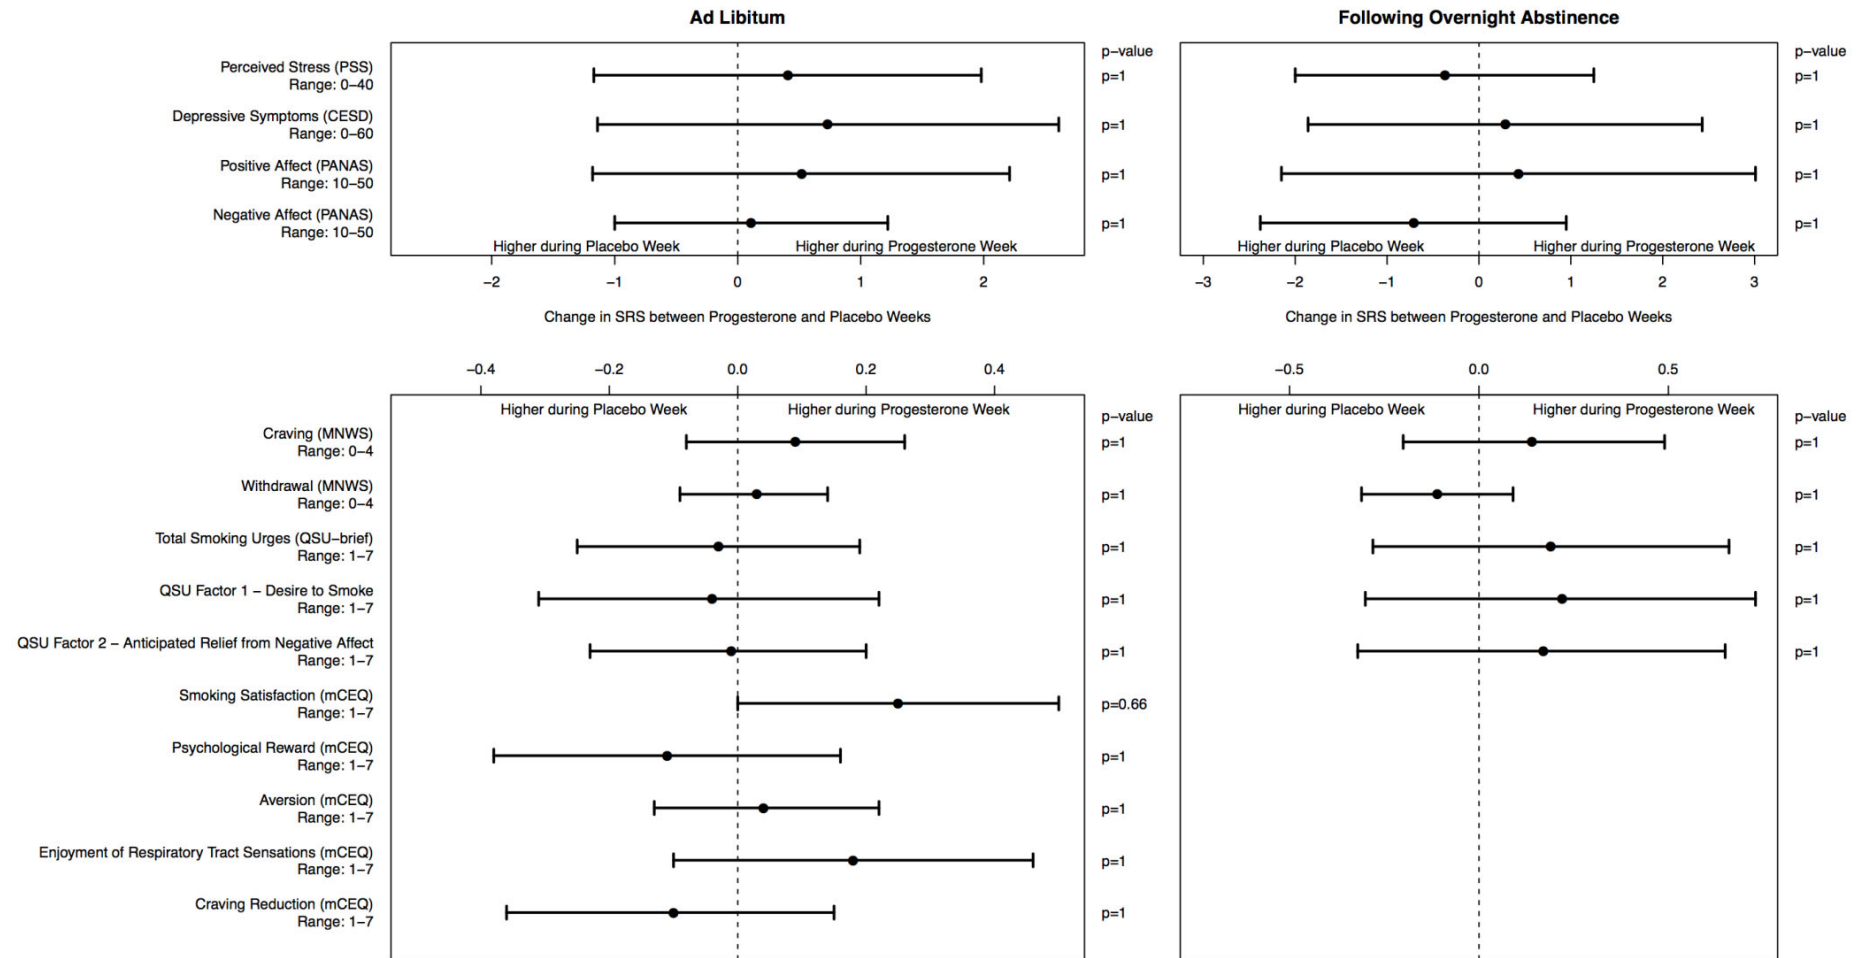 Ad Libitum
Following Overnight Abstinence
p−value
p−value
Perceived Stress (PSS)
Range: 0−40
p=1
p=1
Depressive Symptoms (CESD)
Range: 0−60
p=1
p=1
Positive Affect (PANAS)
Range: 10−50
p=1
p=1
Negative Affect (PANAS)
Range: 10−50
p=1
p=1
Higher during Placebo Week
Higher during Progesterone Week
Higher during Placebo Week
Higher during Progesterone Week
−2 −1 0 1 2
−3 −2 −1 0 1 2 3
Change in SRS between Progesterone and Placebo Weeks
Change in SRS between Progesterone and Placebo Weeks
−0.4 −0.2 0.0 0.2 0.4
−0.5 0.0 0.5
Higher during Placebo Week
Higher during Progesterone Week
p−value
Higher during Placebo Week
Higher during Progesterone Week
p−value
Craving (MNWS)
Range: 0−4
p=1
p=1
Withdrawal (MNWS)
Range: 0−4
p=1
p=1
Total Smoking Urges (QSU−brief)
Range: 1−7
p=1
p=1
QSU Factor 1 − Desire to Smoke
Range: 1−7
p=1
p=1
QSU Factor 2 − Anticipated Relief from Negative Affect
Range: 1−7
p=1
p=1
Smoking Satisfaction (mCEQ)
Range: 1−7
p=0.66
Psychological Reward (mCEQ)
Range: 1−7
p=1
Aversion (mCEQ)
Range: 1−7
p=1
Enjoyment of Respiratory Tract Sensations (mCEQ)
Range: 1−7
p=1
Craving Reduction (mCEQ)
Range: 1−7
p=1